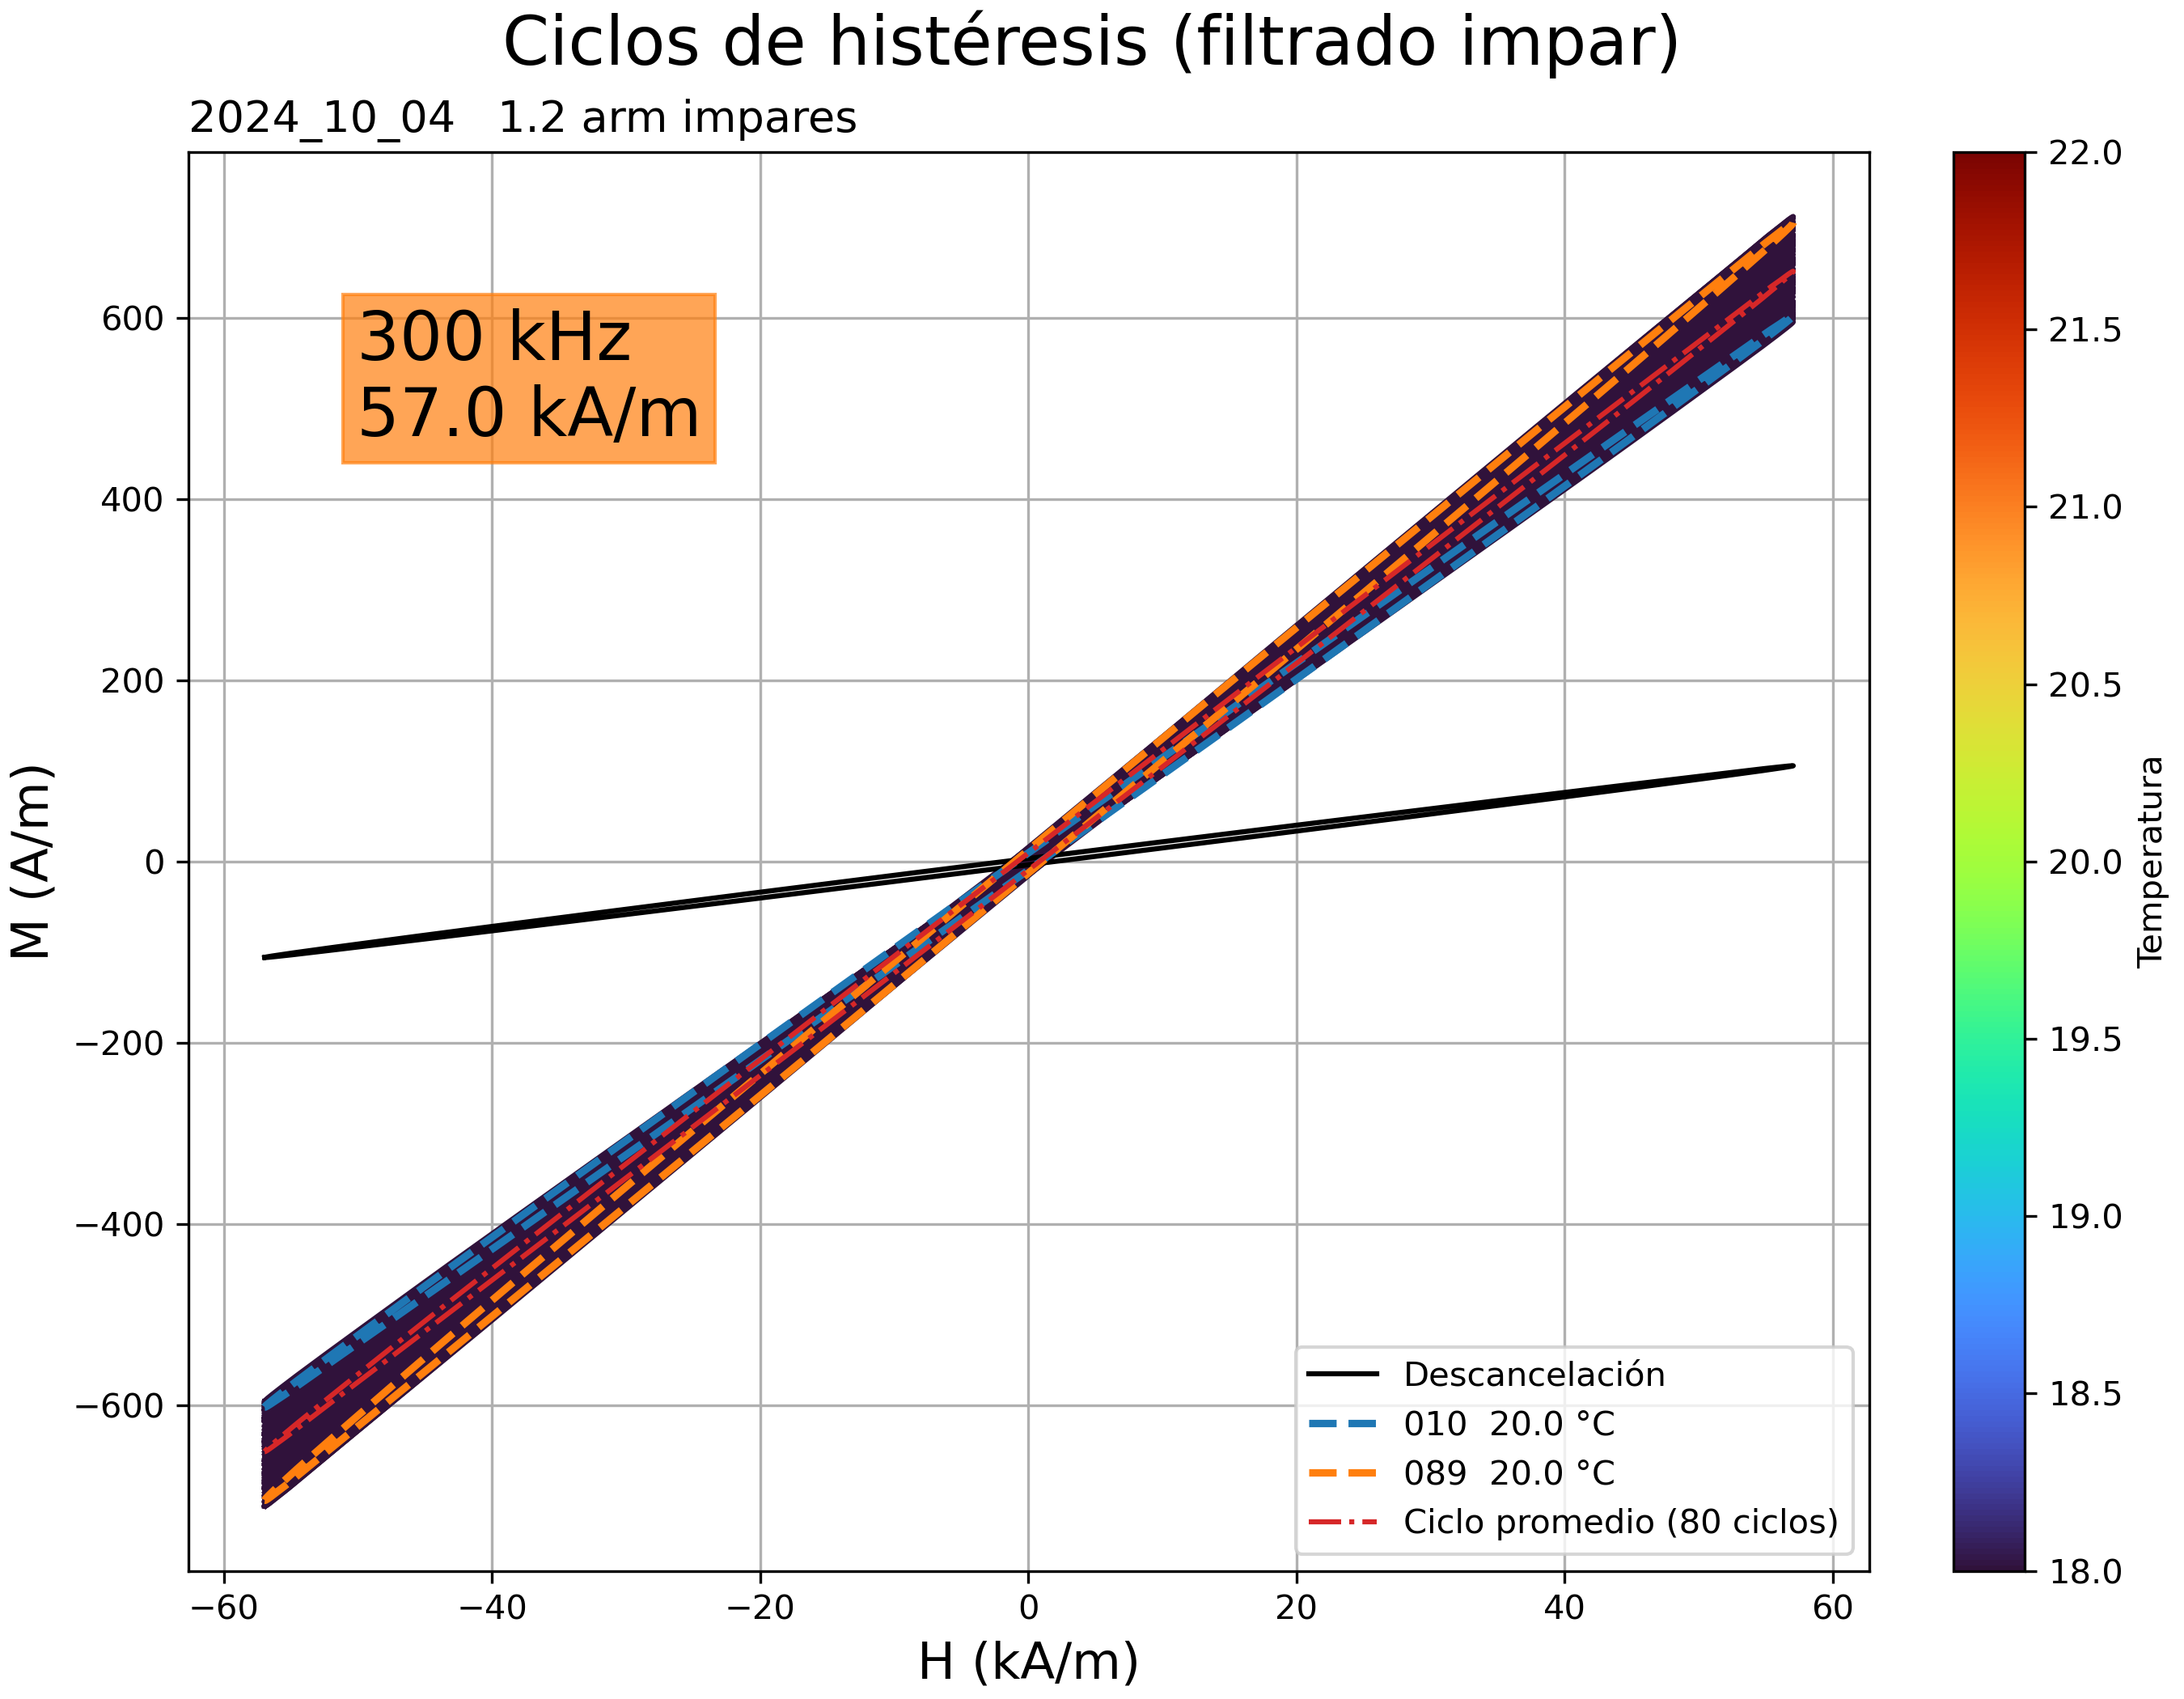 Ciclos de histéresis (filtrado impar)
2024_10_04   1.2 arm impares
300 kHz
57.0 kA/m
M (A/m)
600
400
200
0
−200
−400
−600
−60
−40
−20
0
20
40
60
H (kA/m)
Descancelación
010  20.0 °C
089  20.0 °C
Ciclo promedio (80 ciclos)
22.0
21.5
21.0
20.5
20.0
19.5
19.0
18.5
18.0
Temperatura